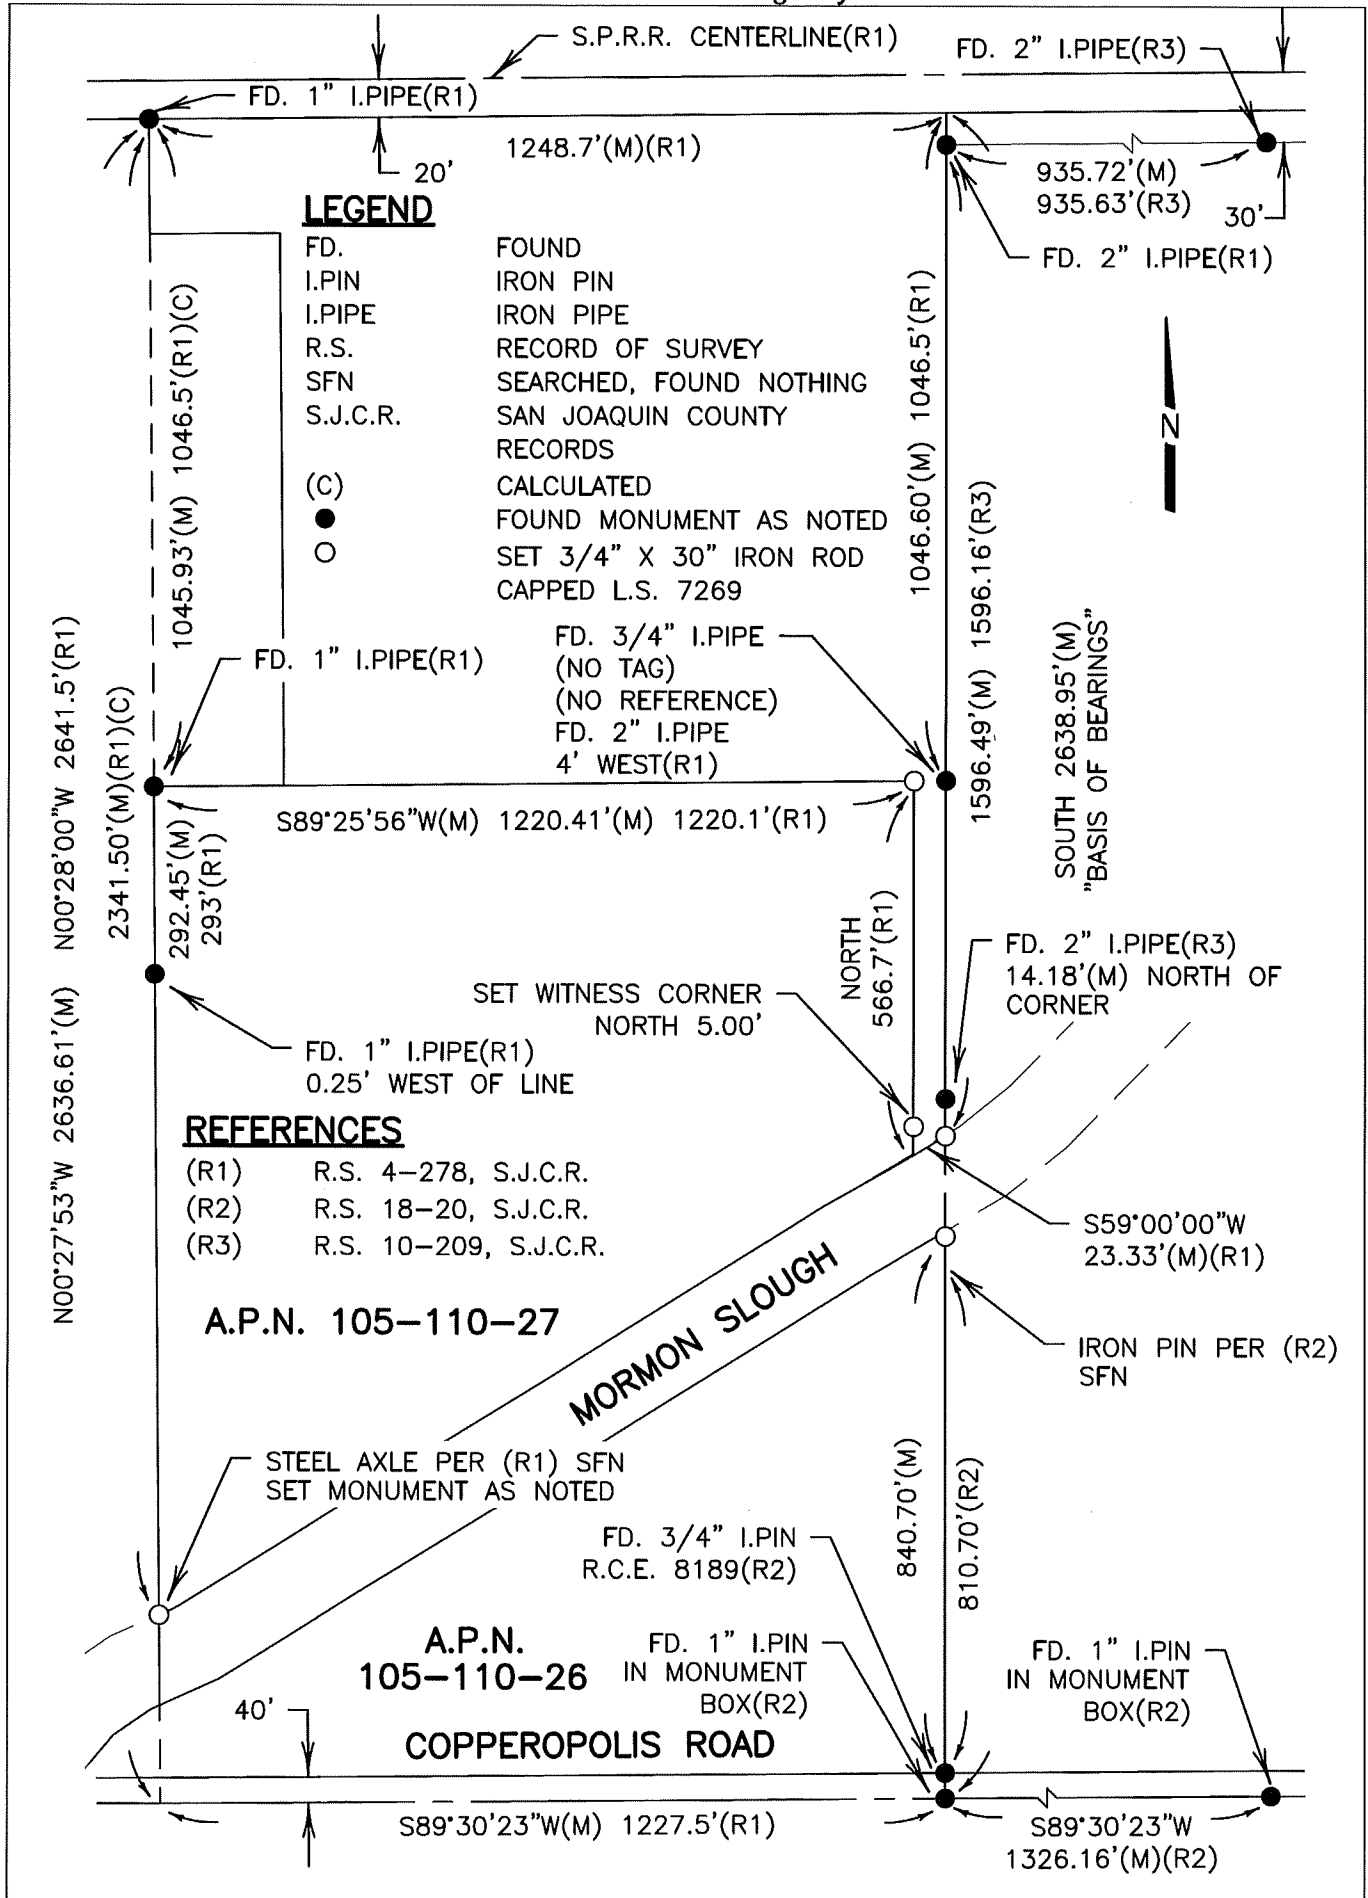 S.P.R.R. CENTERLINE(R1)
FD. 2" I.PIPE(R3)
FD. 1" I.PIPE(R1)
1248.7'(M)(R1)
20'
935.72'(M)
935.63'(R3)
30'
FD. 2" I.PIPE(R1)
LEGEND
FD. FOUND
I.PIN IRON PIN
I.PIPE IRON PIPE
R.S. RECORD OF SURVEY
SFN SEARCHED, FOUND NOTHING
S.J.C.R. SAN JOAQUIN COUNTY
RECORDS
(C) CALCULATED
FOUND MONUMENT AS NOTED
SET 3/4" X 30" IRON ROD
CAPPED L.S. 7269
1045.93'(M) 1046.5'(R1)(C)
1046.60'(M) 1046.5'(R1)
1596.49'(M) 1596.16'(R3)
N
SOUTH 2638.95'(M)
"BASIS OF BEARINGS"
FD. 1" I.PIPE(R1)
FD. 3/4" I.PIPE
(NO TAG)
(NO REFERENCE)
FD. 2" I.PIPE
4' WEST(R1)
S89°25'56"W(M) 1220.41'(M) 1220.1'(R1)
N00°27'53"W 2636.61'(M) N00°28'00"W 2641.5'(R1)
2341.50'(M)(R1)(C)
292.45'(M)
293'(R1)
NORTH
566.7'(R1)
FD. 2" I.PIPE(R3)
14.18'(M) NORTH OF
CORNER
SET WITNESS CORNER
NORTH 5.00'
FD. 1" I.PIPE(R1)
0.25' WEST OF LINE
REFERENCES
(R1) R.S. 4-278, S.J.C.R.
(R2) R.S. 18-20, S.J.C.R.
(R3) R.S. 10-209, S.J.C.R.
S59°00'00"W
23.33'(M)(R1)
A.P.N. 105-110-27
MORMON SLOUGH
IRON PIN PER (R2)
SFN
STEEL AXLE PER (R1) SFN
SET MONUMENT AS NOTED
840.70'(M)
810.70'(R2)
FD. 3/4" I.PIN
R.C.E. 8189(R2)
A.P.N.
105-110-26
FD. 1" I.PIN
IN MONUMENT
BOX(R2)
FD. 1" I.PIN
IN MONUMENT
BOX(R2)
40'
COPPEROPOLIS ROAD
S89°30'23"W(M) 1227.5'(R1)
S89°30'23"W
1326.16'(M)(R2)